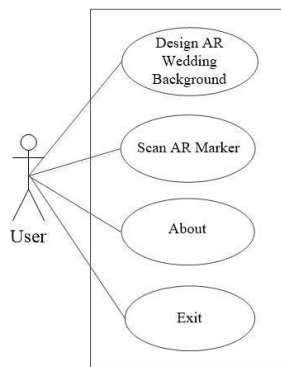 Design AR
Wedding
Background
Scan AR Marker
User
About
Exit